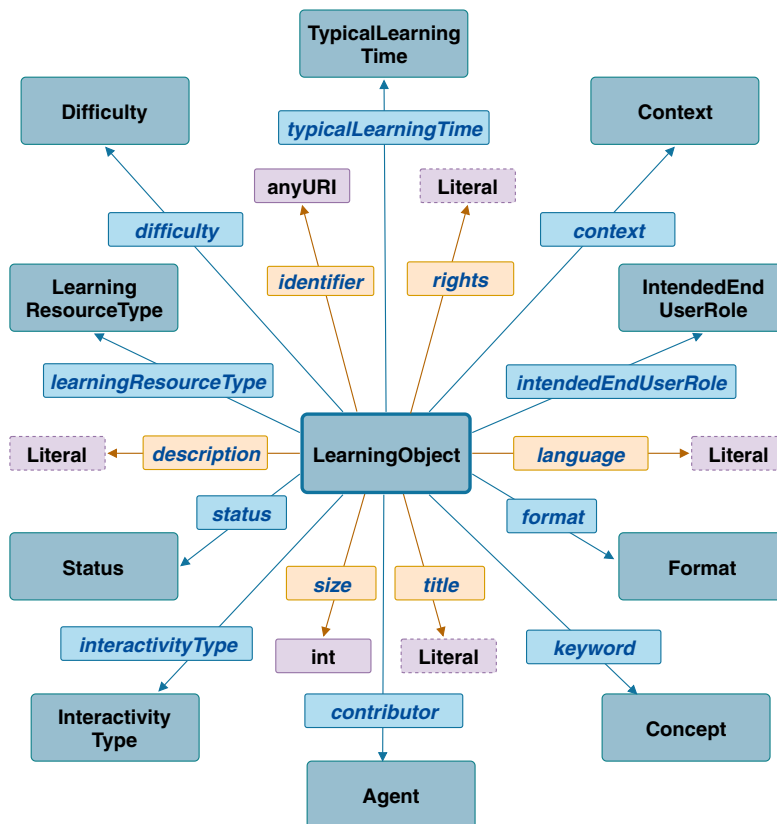 TypicalLearning
Time
Difficulty
Context
typicalLearningTime
anyURI
Literal
difficulty
context
identifier
rights
Learning
ResourceType
IntendedEnd
UserRole
learningResourceType
intendedEndUserRole
Literal
description
LearningObject
language
Literal
status
format
Status
Format
size
title
interactivityType
keyword
int
Literal
Interactivity
Type
contributor
Concept
Agent